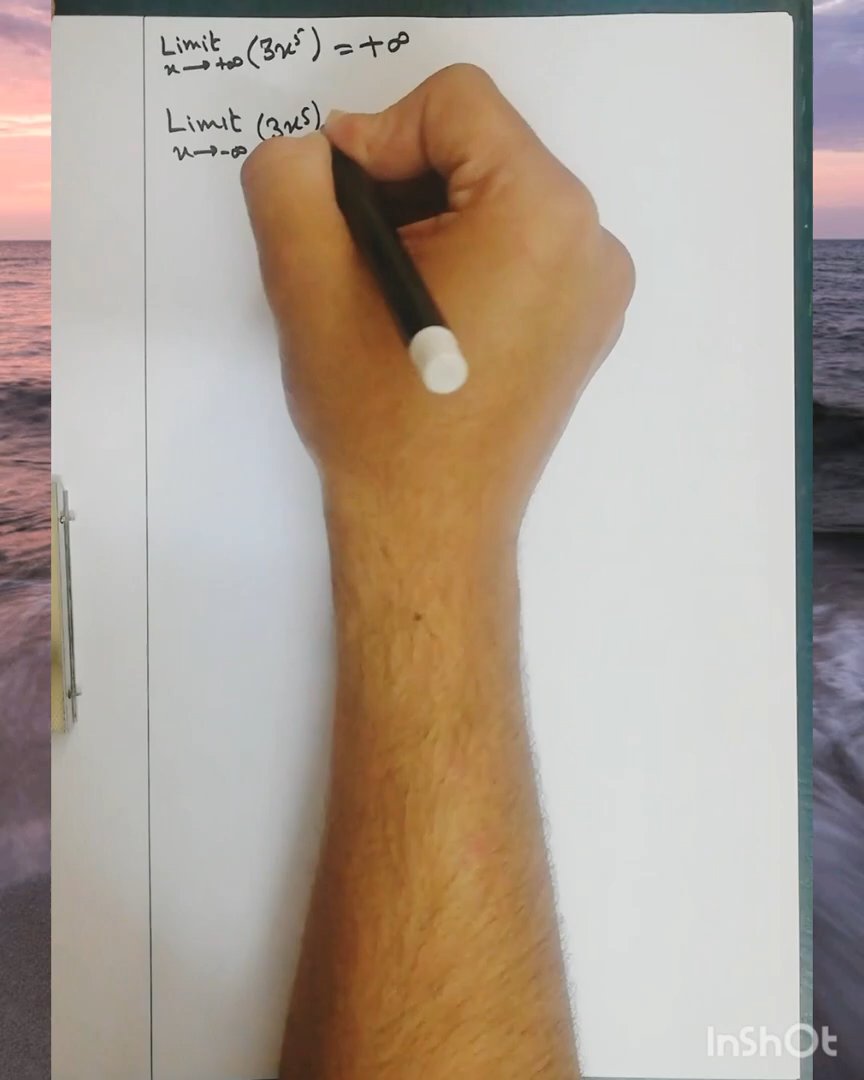 Limit (3x⁵) = +∞
x → +∞
Limit (3x⁵)
x → -∞
InShOt